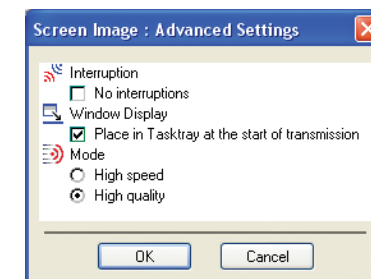 Screen Image : Advanced Settings
Interruption
No interruptions
Window Display
Place in Tasktray at the start of transmission
Mode
High speed
High quality
OK
Cancel